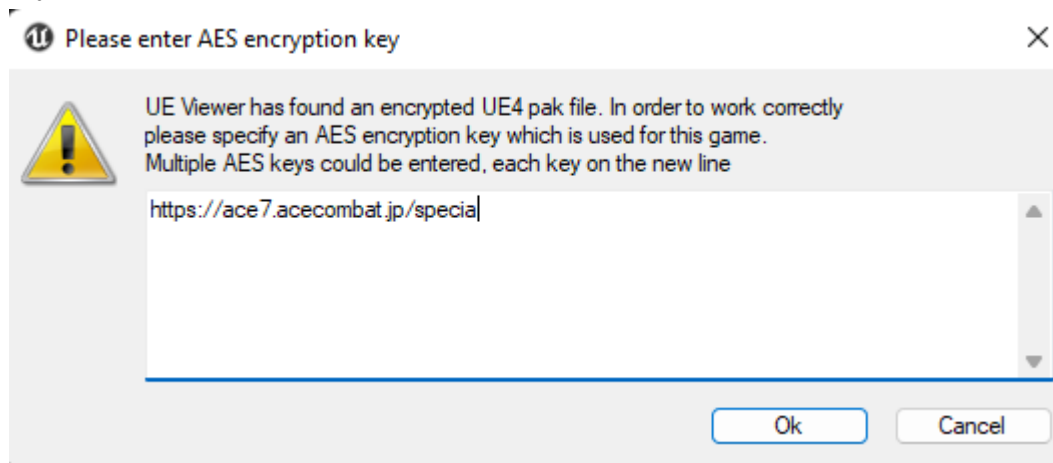 Please enter AES encryption key
UE Viewer has found an encrypted UE4 pak file. In order to work correctly
please specify an AES encryption key which is used for this game.
Multiple AES keys could be entered, each key on the new line
https://ace7.acecombat.jp/specia
Ok
Cancel